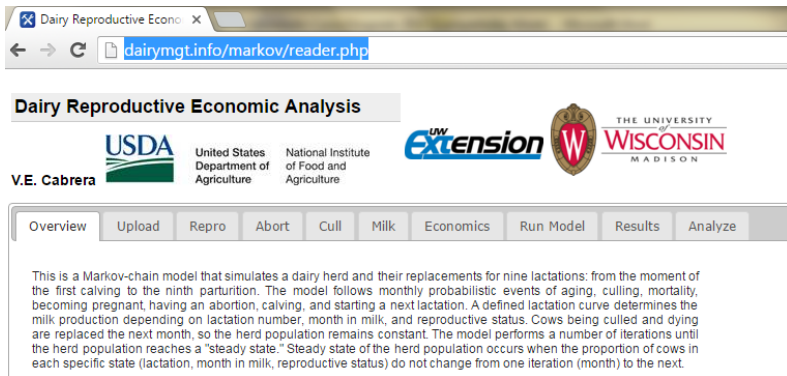 Dairy Reproductive Econo
dairymgt.info/markov/reader.php
Dairy Reproductive Economic Analysis
V.E. Cabrera
USDA
United States
Department of
Agriculture
National Institute
of Food and
Agriculture
UW
Extension
W
THE UNIVERSITY
of
WISCONSIN
MADISON
Overview Upload Repro Abort Cull Milk Economics Run Model Results Analyze
This is a Markov-chain model that simulates a dairy herd and their replacements for nine lactations: from the moment of
the first calving to the ninth parturition. The model follows monthly probabilistic events of aging, culling, mortality,
becoming pregnant, having an abortion, calving, and starting a next lactation. A defined lactation curve determines the
milk production depending on lactation number, month in milk, and reproductive status. Cows being culled and dying
are replaced the next month, so the herd population remains constant. The model performs a number of iterations until
the herd population reaches a "steady state." Steady state of the herd population occurs when the proportion of cows in
each specific state (lactation, month in milk, reproductive status) do not change from one iteration (month) to the next.